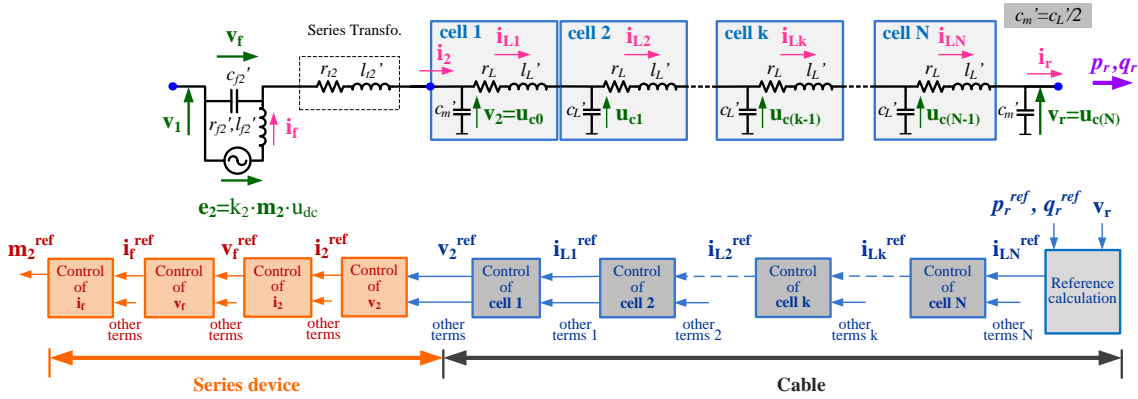 cell 1 cell 2 cell k cell N c_m'=c_L'/2
Series Transfo.
v_f i_2 i_L1 i_L2 i_Lk i_LN i_r p_r, q_r
c_f2' r_t2 l_t2' r_L l_L' r_L l_L' r_L l_L' r_L l_L'
v_1 r_f2', l_f2' i_f c_m' v_2=u_c0 c_L' u_c1 c_L' u_c(k-1) c_L' u_c(N-1) c_m' v_r=u_c(N)
e_2=k_2·m_2·u_dc
p_r^ref, q_r^ref v_r
m_2^ref i_f^ref v_f^ref i_2^ref v_2^ref i_L1^ref i_L2^ref i_Lk^ref i_LN^ref
Control of i_f
Control of v_f
Control of i_2
Control of v_2
Control of cell 1
Control of cell 2
Control of cell k
Control of cell N
Reference calculation
other terms
other terms
other terms
other terms
other terms 1
other terms 2
other terms k
other terms N
Series device
Cable